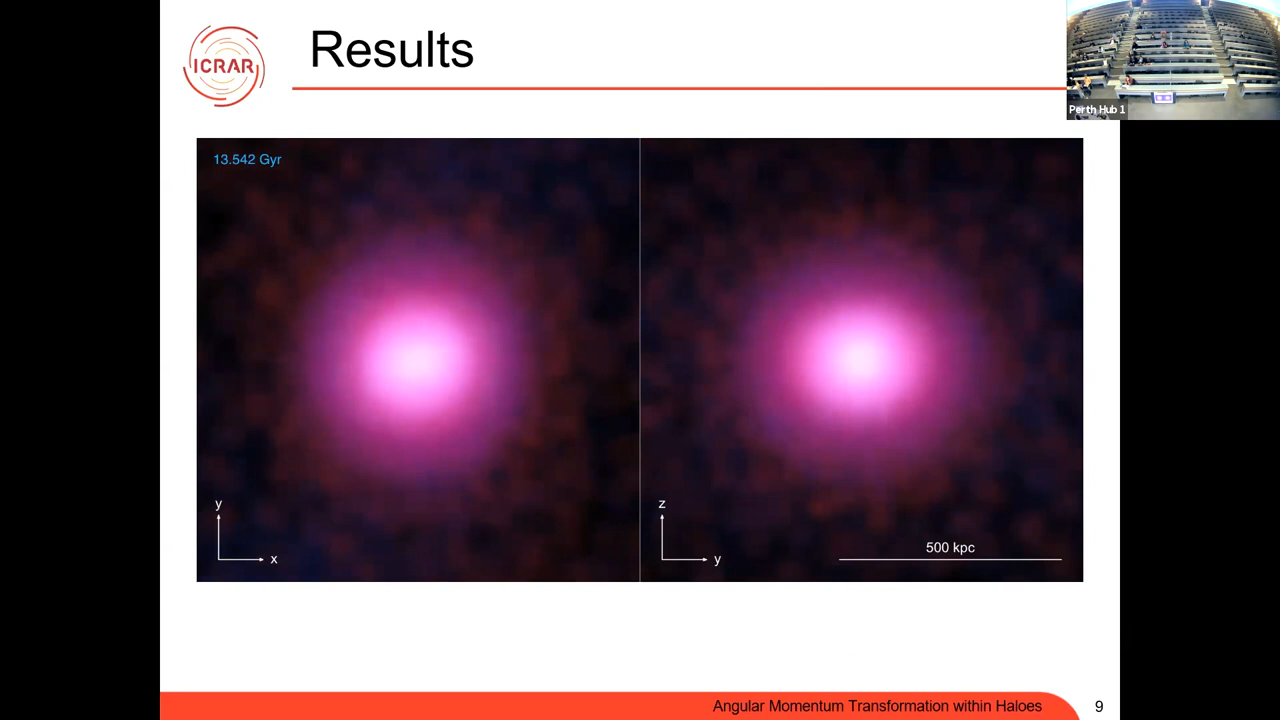 ICRAR
Results
Perth Hub 1
13.542 Gyr
y
x
z
y
500 kpc
Angular Momentum Transformation within Haloes
9